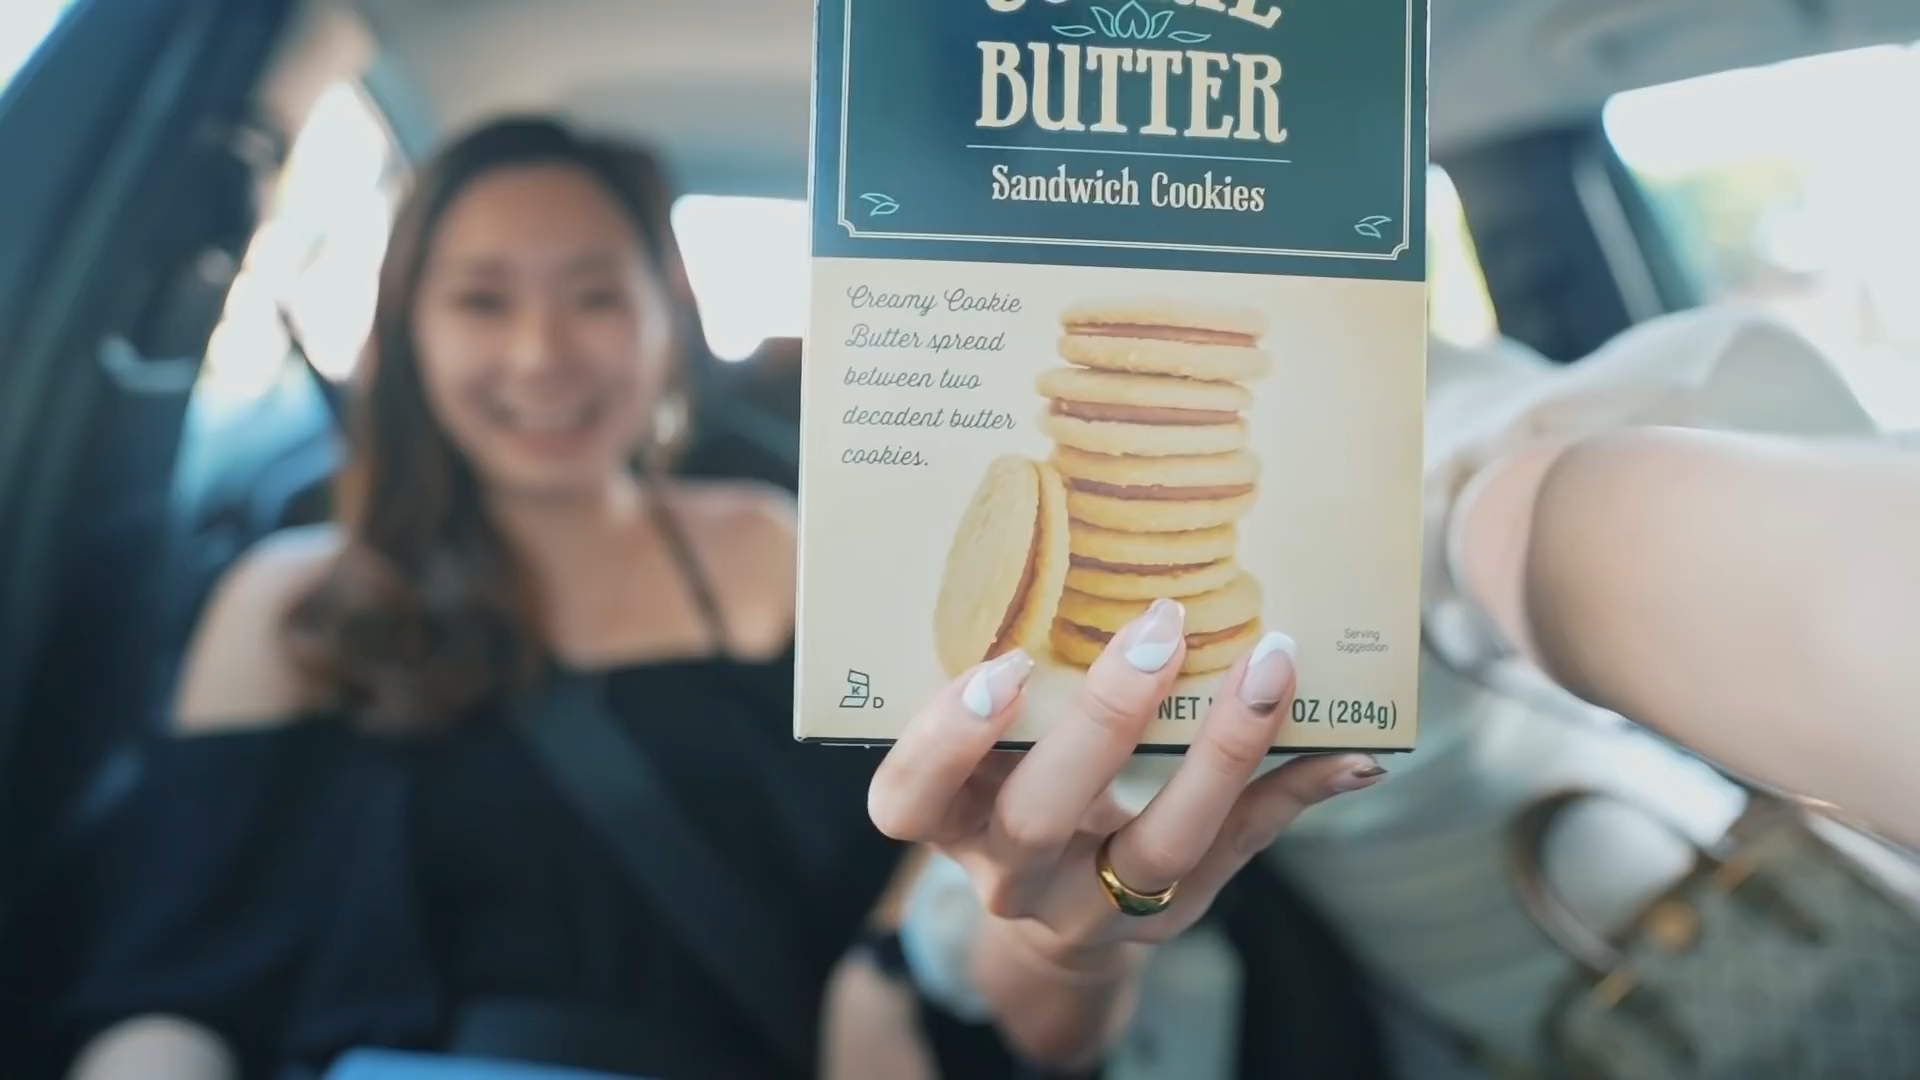 BUTTER
Sandwich Cookies
Creamy Cookie
Butter spread
between two
decadent butter
cookies.
Serving
Suggestion
K D
NET OZ (284g)